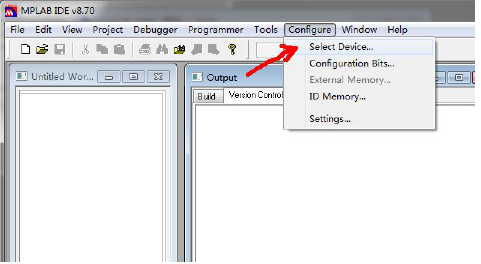 MPLAB IDE v8.70
File Edit View Project Debugger Programmer Tools Configure Window Help
Select Device...
Configuration Bits...
External Memory...
ID Memory...
Settings...
Untitled Wor...
Output
Build Version Control